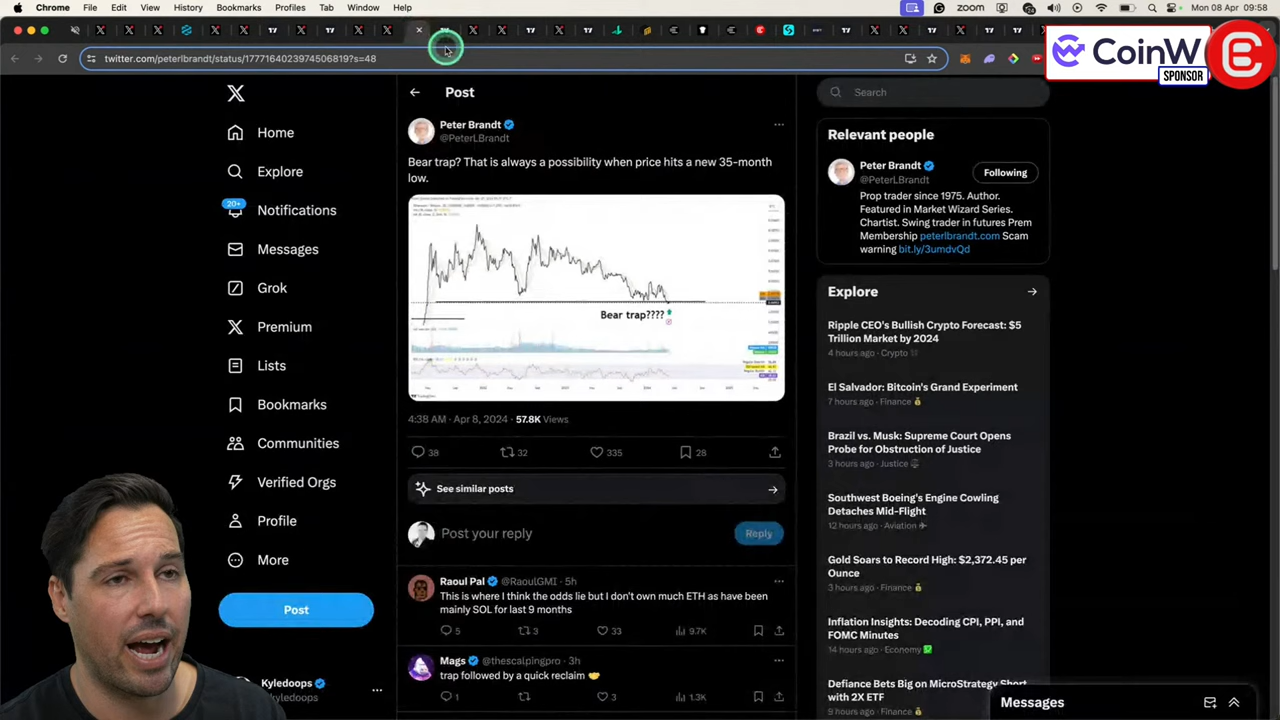 Chrome File Edit View History Bookmarks Profiles Tab Window Help
zoom
Mon 08 Apr 09:58
twitter.com/peterlbrandt/status/1777164023974506819?s=48
CoinW
SPONSOR
Home
Explore
20+
Notifications
Messages
Grok
Premium
Lists
Bookmarks
Communities
Verified Orgs
Profile
More
Post
Kyledoops
kyledoops
Post
Peter Brandt
@PeterLBrandt
Bear trap? That is always a possibility when price hits a new 35-month
low.
Bear trap????
4:38 AM · Apr 8, 2024 · 57.8K Views
38 32 335 28
See similar posts
Post your reply
Reply
Raoul Pal @RaoulGMI · 5h
This is where I think the odds lie but I don't own much ETH as have been
mainly SOL for last 9 months
5 3 33 9.7K
Mags @thescalpingpro · 3h
trap followed by a quick reclaim
1 3 1.3K
Search
Relevant people
Peter Brandt
@PeterLBrandt
Following
Prop trader since 1975. Author.
Featured in Market Wizard Series.
Chartist. Swing trader in futures Prem
Membership peterlbrandt.com Scam
warning bit.ly/3umdvQd
Explore
Ripple CEO's Bullish Crypto Forecast: $5
Trillion Market by 2024
4 hours ago · Crypto
El Salvador: Bitcoin's Grand Experiment
7 hours ago · Finance
Brazil vs. Musk: Supreme Court Opens
Probe for Obstruction of Justice
3 hours ago · Justice
Southwest Boeing's Engine Cowling
Detaches Mid-Flight
12 hours ago · Aviation
Gold Soars to Record High: $2,372.45 per
Ounce
3 hours ago · Finance
Inflation Insights: Decoding CPI, PPI, and
FOMC Minutes
14 hours ago · Economy
Defiance Bets Big on MicroStrategy Short
with 2X ETF
9 hours ago · Finance
Messages